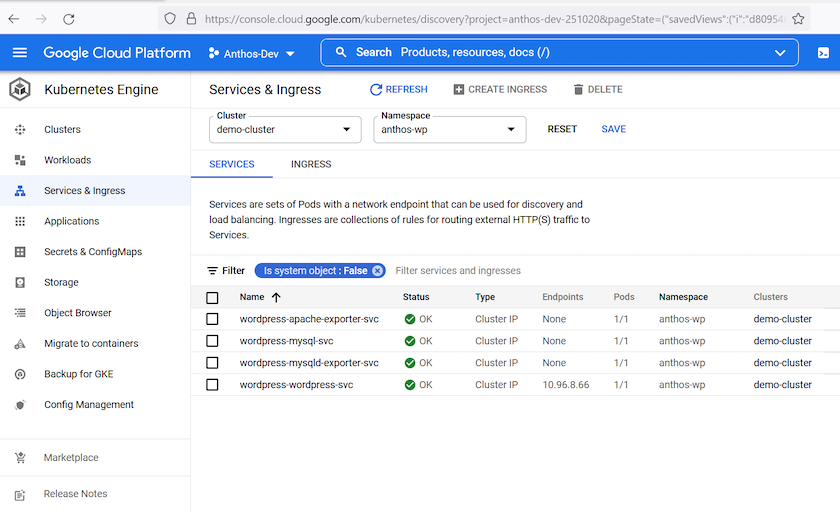 https://console.cloud.google.com/kubernetes/discovery?project=anthos-dev-251020&pageState=("savedViews":("i":"d8095
Google Cloud Platform
Anthos-Dev
Search Products, resources, docs (/)
Kubernetes Engine
Services & Ingress
REFRESH
CREATE INGRESS
DELETE
Clusters
Workloads
Services & Ingress
Applications
Secrets & ConfigMaps
Storage
Object Browser
Migrate to containers
Backup for GKE
Config Management
Marketplace
Release Notes
Cluster
demo-cluster
Namespace
anthos-wp
RESET
SAVE
SERVICES INGRESS
Services are sets of Pods with a network endpoint that can be used for discovery and
load balancing. Ingresses are collections of rules for routing external HTTP(S) traffic to
Services.
Filter Is system object : False Filter services and ingresses
Name Status Type Endpoints Pods Namespace Clusters
wordpress-apache-exporter-svc OK Cluster IP None 1/1 anthos-wp demo-cluster
wordpress-mysql-svc OK Cluster IP None 1/1 anthos-wp demo-cluster
wordpress-mysqld-exporter-svc OK Cluster IP None 1/1 anthos-wp demo-cluster
wordpress-wordpress-svc OK Cluster IP 10.96.8.66 1/1 anthos-wp demo-cluster